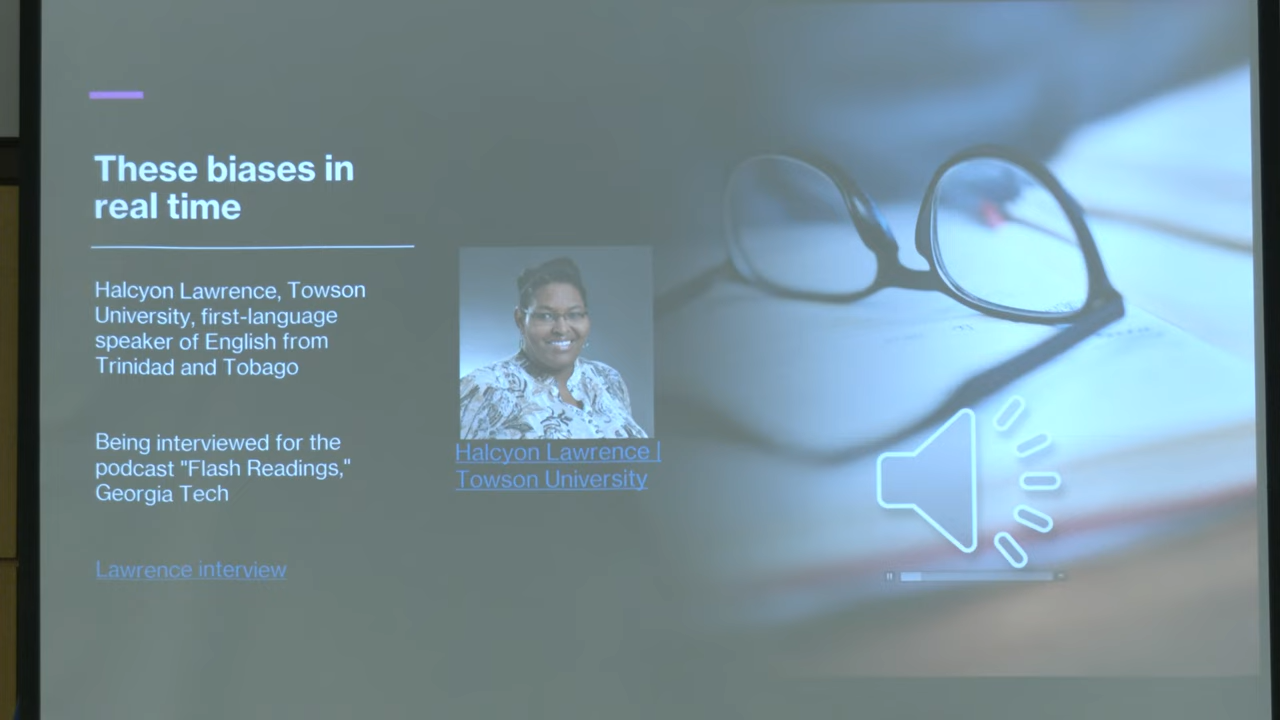 These biases in
real time
Halcyon Lawrence, Towson
University, first-language
speaker of English from
Trinidad and Tobago
Being interviewed for the
podcast "Flash Readings,"
Georgia Tech
Lawrence interview
Halcyon Lawrence |
Towson University